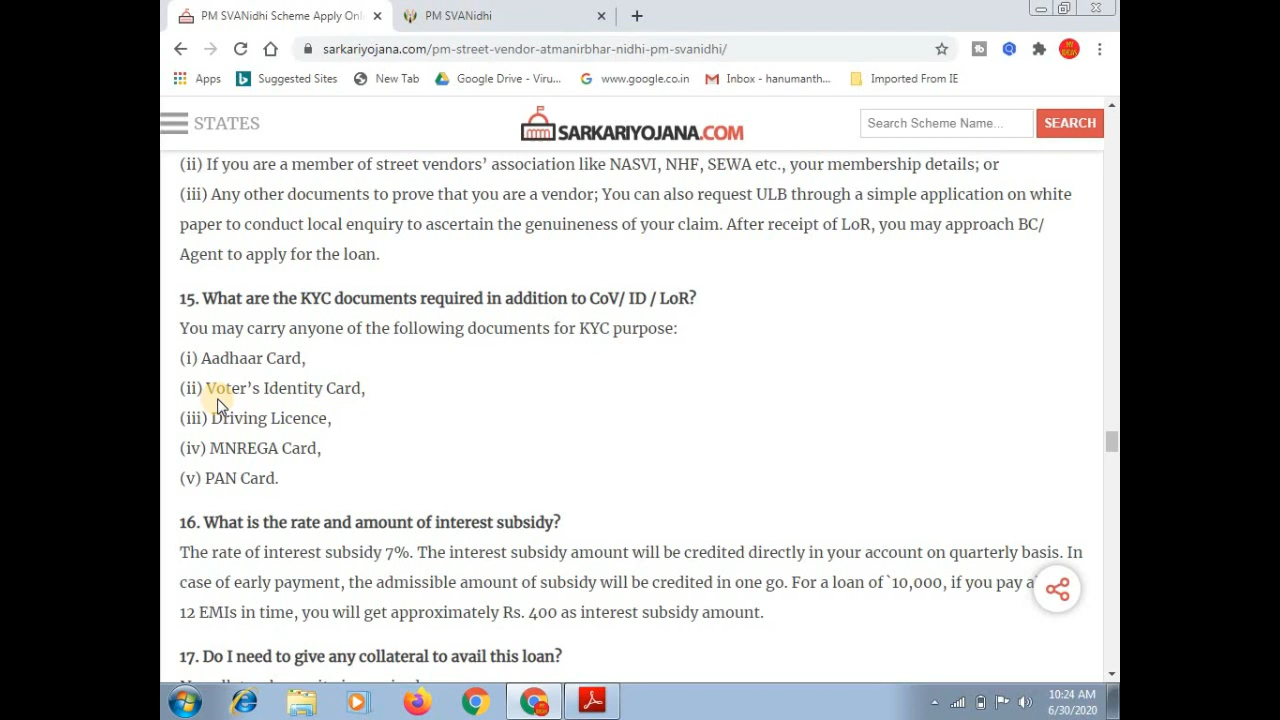 PM SVANidhi Scheme Apply Onl
PM SVANidhi
sarkariyojana.com/pm-street-vendor-atmanirbhar-nidhi-pm-svanidhi/
Apps
Suggested Sites
New Tab
Google Drive - Viru...
www.google.co.in
Inbox - hanumanth...
Imported From IE
STATES
SARKARIYOJANA.COM
Search Scheme Name...
SEARCH
(ii) If you are a member of street vendors’ association like NASVI, NHF, SEWA etc., your membership details; or
(iii) Any other documents to prove that you are a vendor; You can also request ULB through a simple application on white
paper to conduct local enquiry to ascertain the genuineness of your claim. After receipt of LoR, you may approach BC/
Agent to apply for the loan.
15. What are the KYC documents required in addition to CoV/ ID / LoR?
You may carry anyone of the following documents for KYC purpose:
(i) Aadhaar Card,
(ii) Voter’s Identity Card,
(iii) Driving Licence,
(iv) MNREGA Card,
(v) PAN Card.
16. What is the rate and amount of interest subsidy?
The rate of interest subsidy 7%. The interest subsidy amount will be credited directly in your account on quarterly basis. In
case of early payment, the admissible amount of subsidy will be credited in one go. For a loan of `10,000, if you pay
12 EMIs in time, you will get approximately Rs. 400 as interest subsidy amount.
17. Do I need to give any collateral to avail this loan?
10:24 AM
6/30/2020